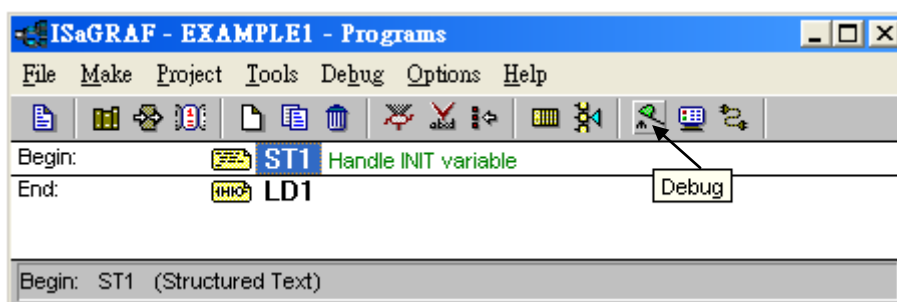 ISaGRAF - EXAMPLE1 - Programs
File Make Project Tools Debug Options Help
Begin: ST1 Handle INIT variable
End: LD1
Debug
Begin: ST1 (Structured Text)